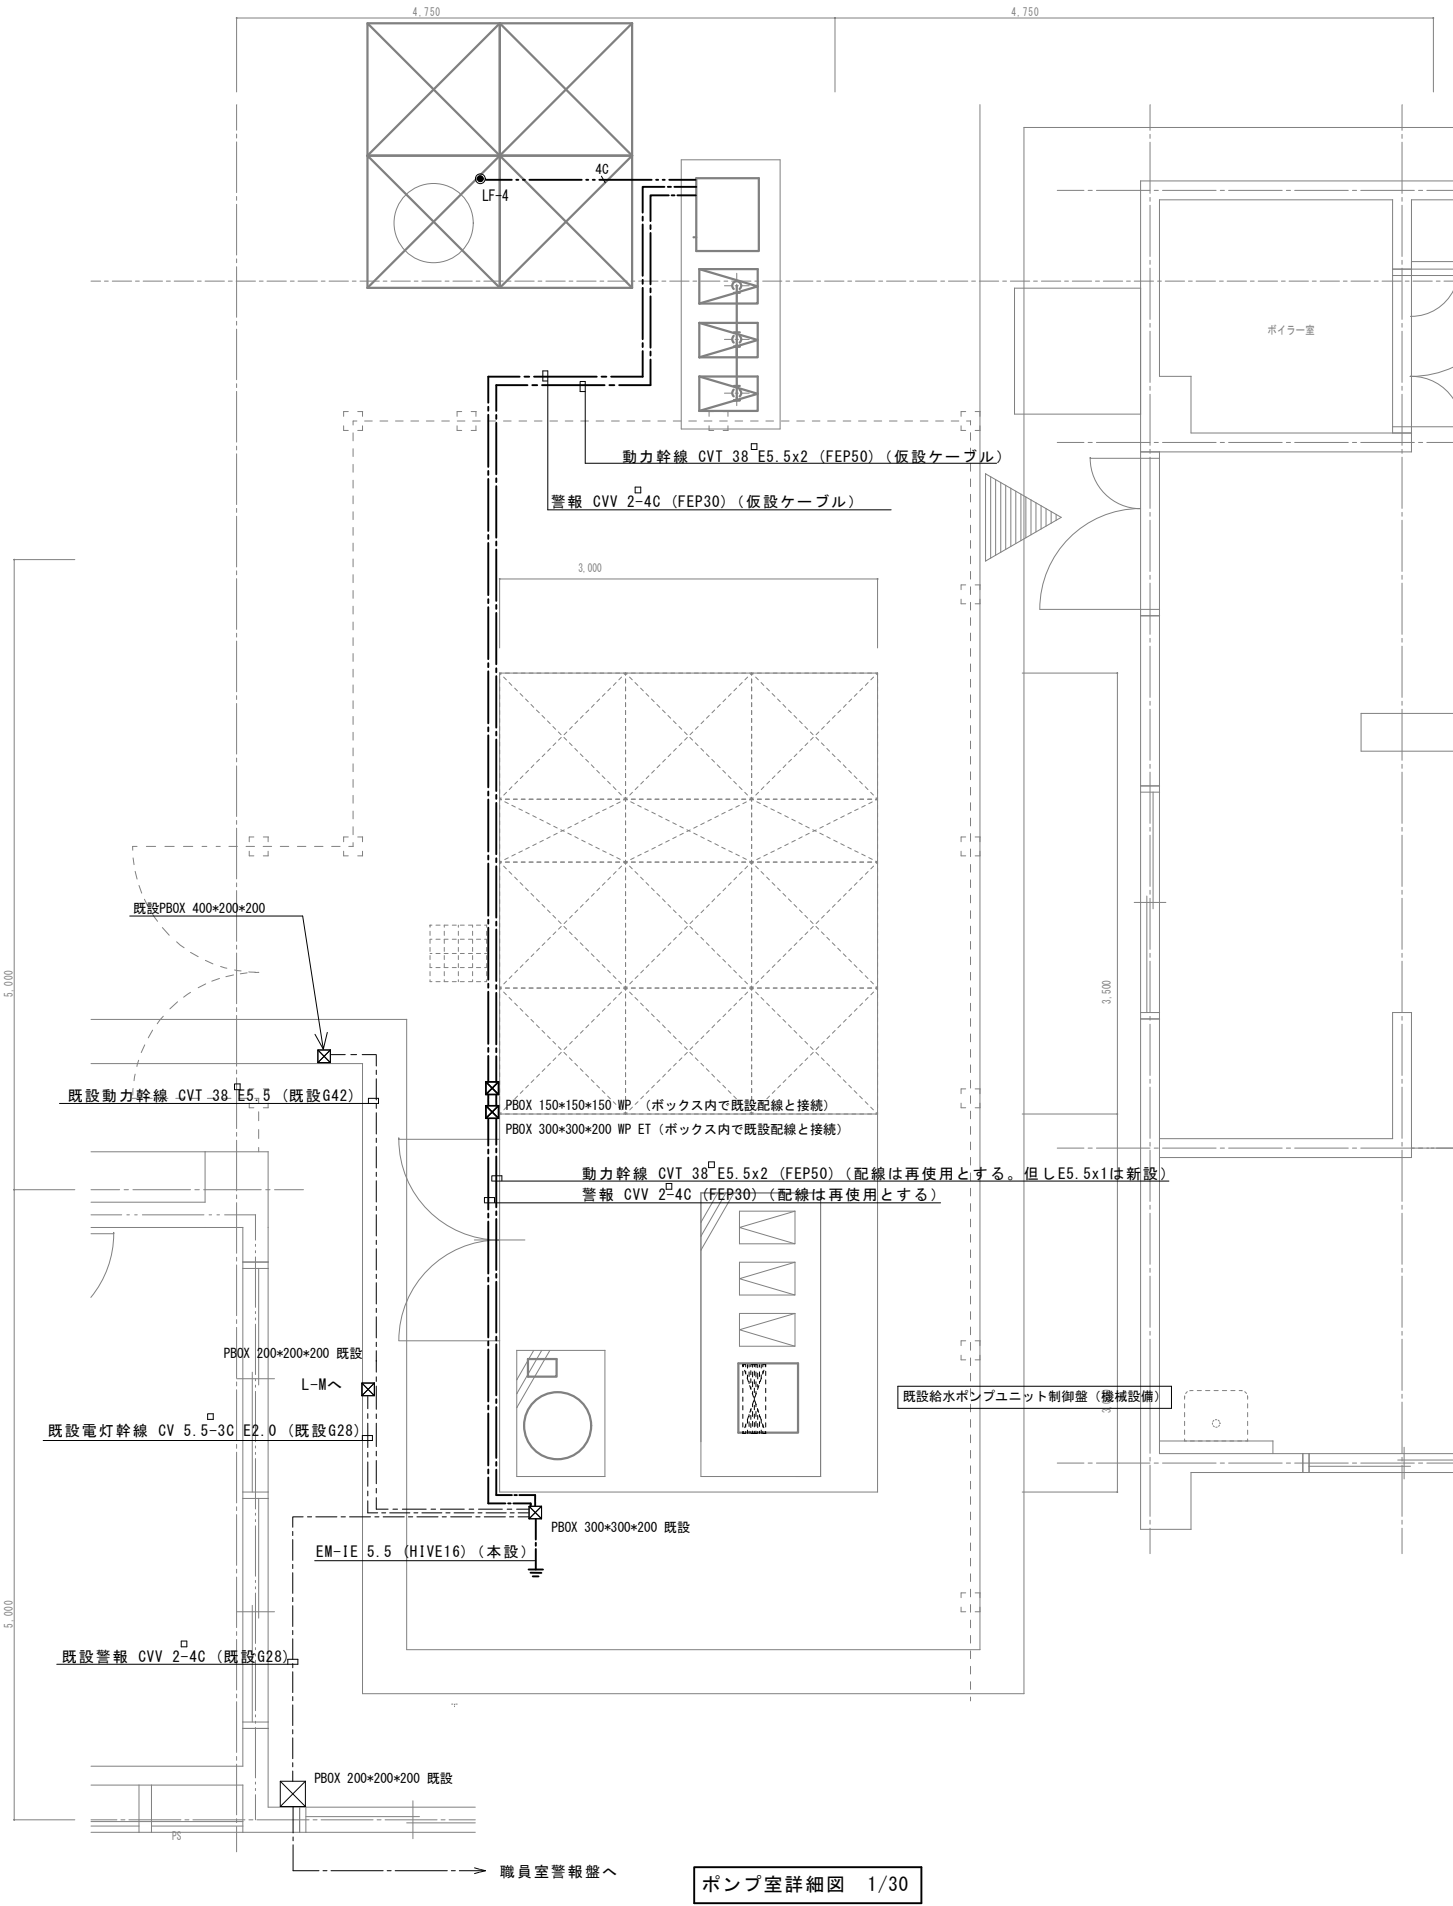 4,750
4,750
4C
LF-4
ボイラー室
動力幹線 CVT 38□ E5.5x2 (FEP50)(仮設ケーブル)
警報 CVV 2□-4C (FEP30)(仮設ケーブル)
3,000
既設PBOX 400*200*200
5,000
3,500
既設動力幹線 CVT 38□ E5.5 (既設G42)
PBOX 150*150*150 WP (ボックス内で既設配線と接続)
PBOX 300*300*200 WP ET(ボックス内で既設配線と接続)
動力幹線 CVT 38□ E5.5x2 (FEP50)(配線は再使用とする。但しE5.5x1は新設)
警報 CVV 2□-4C (FEP30)(配線は再使用とする)
PBOX 200*200*200 既設
L-Mへ
既設給水ポンプユニット制御盤(機械設備)
既設電灯幹線 CV 5.5□-3C E2.0 (既設G28)
PBOX 300*300*200 既設
EM-IE 5.5 (HIVE16)(本設)
5,000
既設警報 CVV 2□-4C (既設G28)
PBOX 200*200*200 既設
PS
職員室警報盤へ
ポンプ室詳細図 1/30